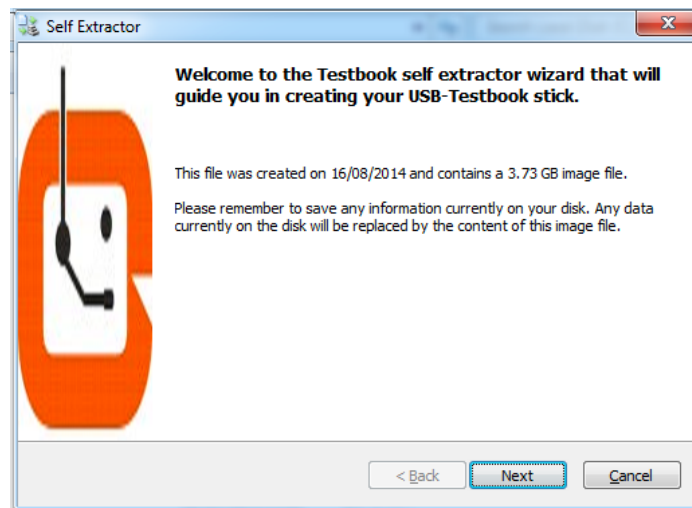 Self Extractor
Welcome to the Testbook self extractor wizard that will
guide you in creating your USB-Testbook stick.
This file was created on 16/08/2014 and contains a 3.73 GB image file.
Please remember to save any information currently on your disk. Any data
currently on the disk will be replaced by the content of this image file.
< Back
Next
Cancel